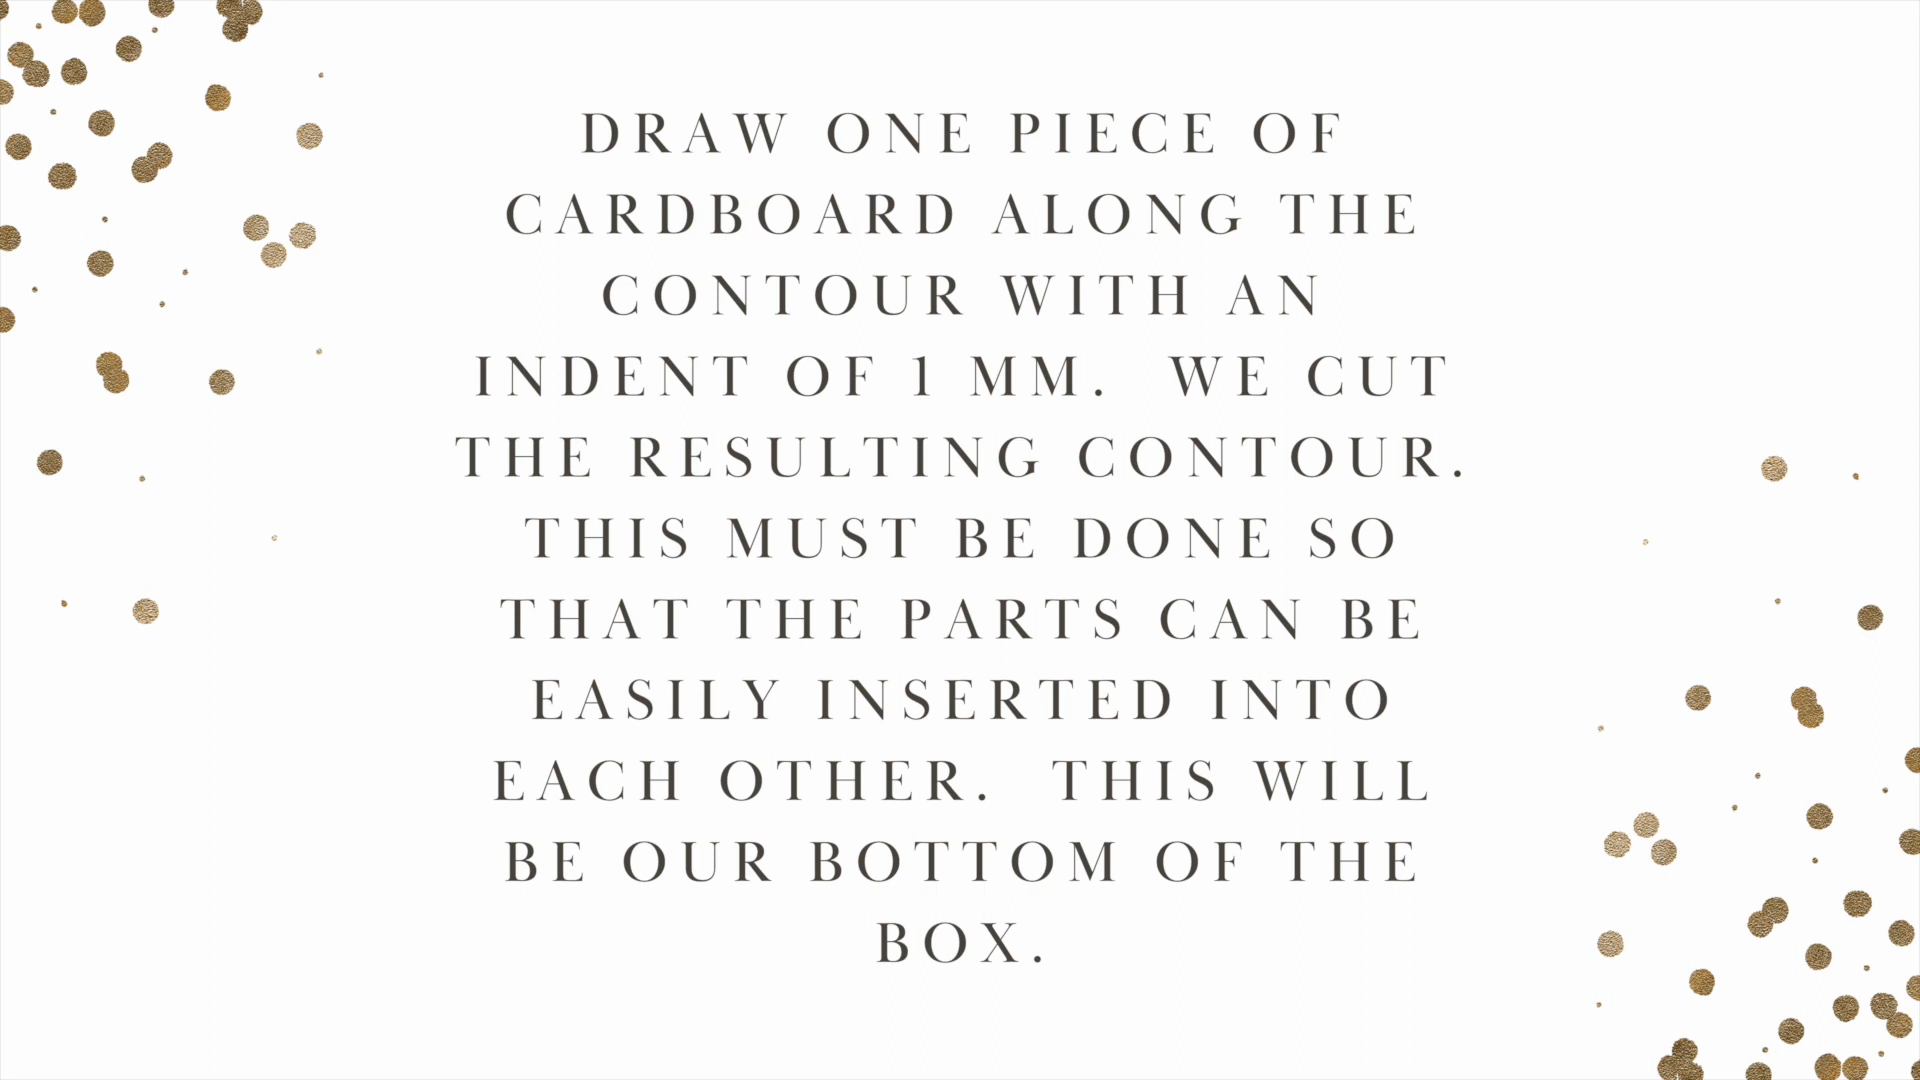 DRAW ONE PIECE OF
CARDBOARD ALONG THE
CONTOUR WITH AN
INDENT OF 1 MM. WE CUT
THE RESULTING CONTOUR.
THIS MUST BE DONE SO
THAT THE PARTS CAN BE
EASILY INSERTED INTO
EACH OTHER. THIS WILL
BE OUR BOTTOM OF THE
BOX.